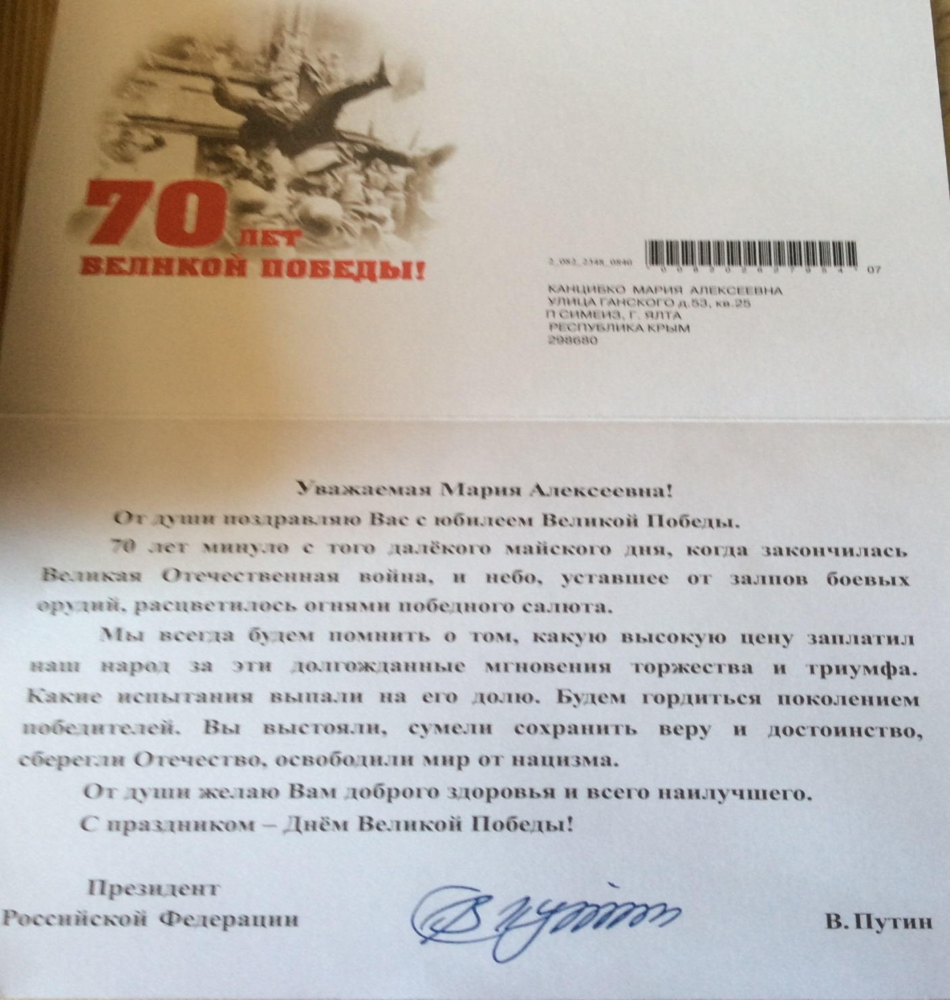 70 ЛЕТ
ВЕЛИКОЙ ПОБЕДЫ!
2_082_2348_0840
07
КАНЦИБКО МАРИЯ АЛЕКСЕЕВНА
УЛИЦА ГАНСКОГО д.53, кв.25
П СИМЕИЗ, Г. ЯЛТА
РЕСПУБЛИКА КРЫМ
298680
Уважаемая Мария Алексеевна!
От души поздравляю Вас с юбилеем Великой Победы.
70 лет минуло с того далёкого майского дня, когда закончилась
Великая Отечественная война, и небо, уставшее от залпов боевых
орудий, расцветилось огнями победного салюта.
Мы всегда будем помнить о том, какую высокую цену заплатил
наш народ за эти долгожданные мгновения торжества и триумфа.
Какие испытания выпали на его долю. Будем гордиться поколением
победителей. Вы выстояли, сумели сохранить веру и достоинство,
сберегли Отечество, освободили мир от нацизма.
От души желаю Вам доброго здоровья и всего наилучшего.
С праздником – Днём Великой Победы!
Президент
Российской Федерации
В. Путин